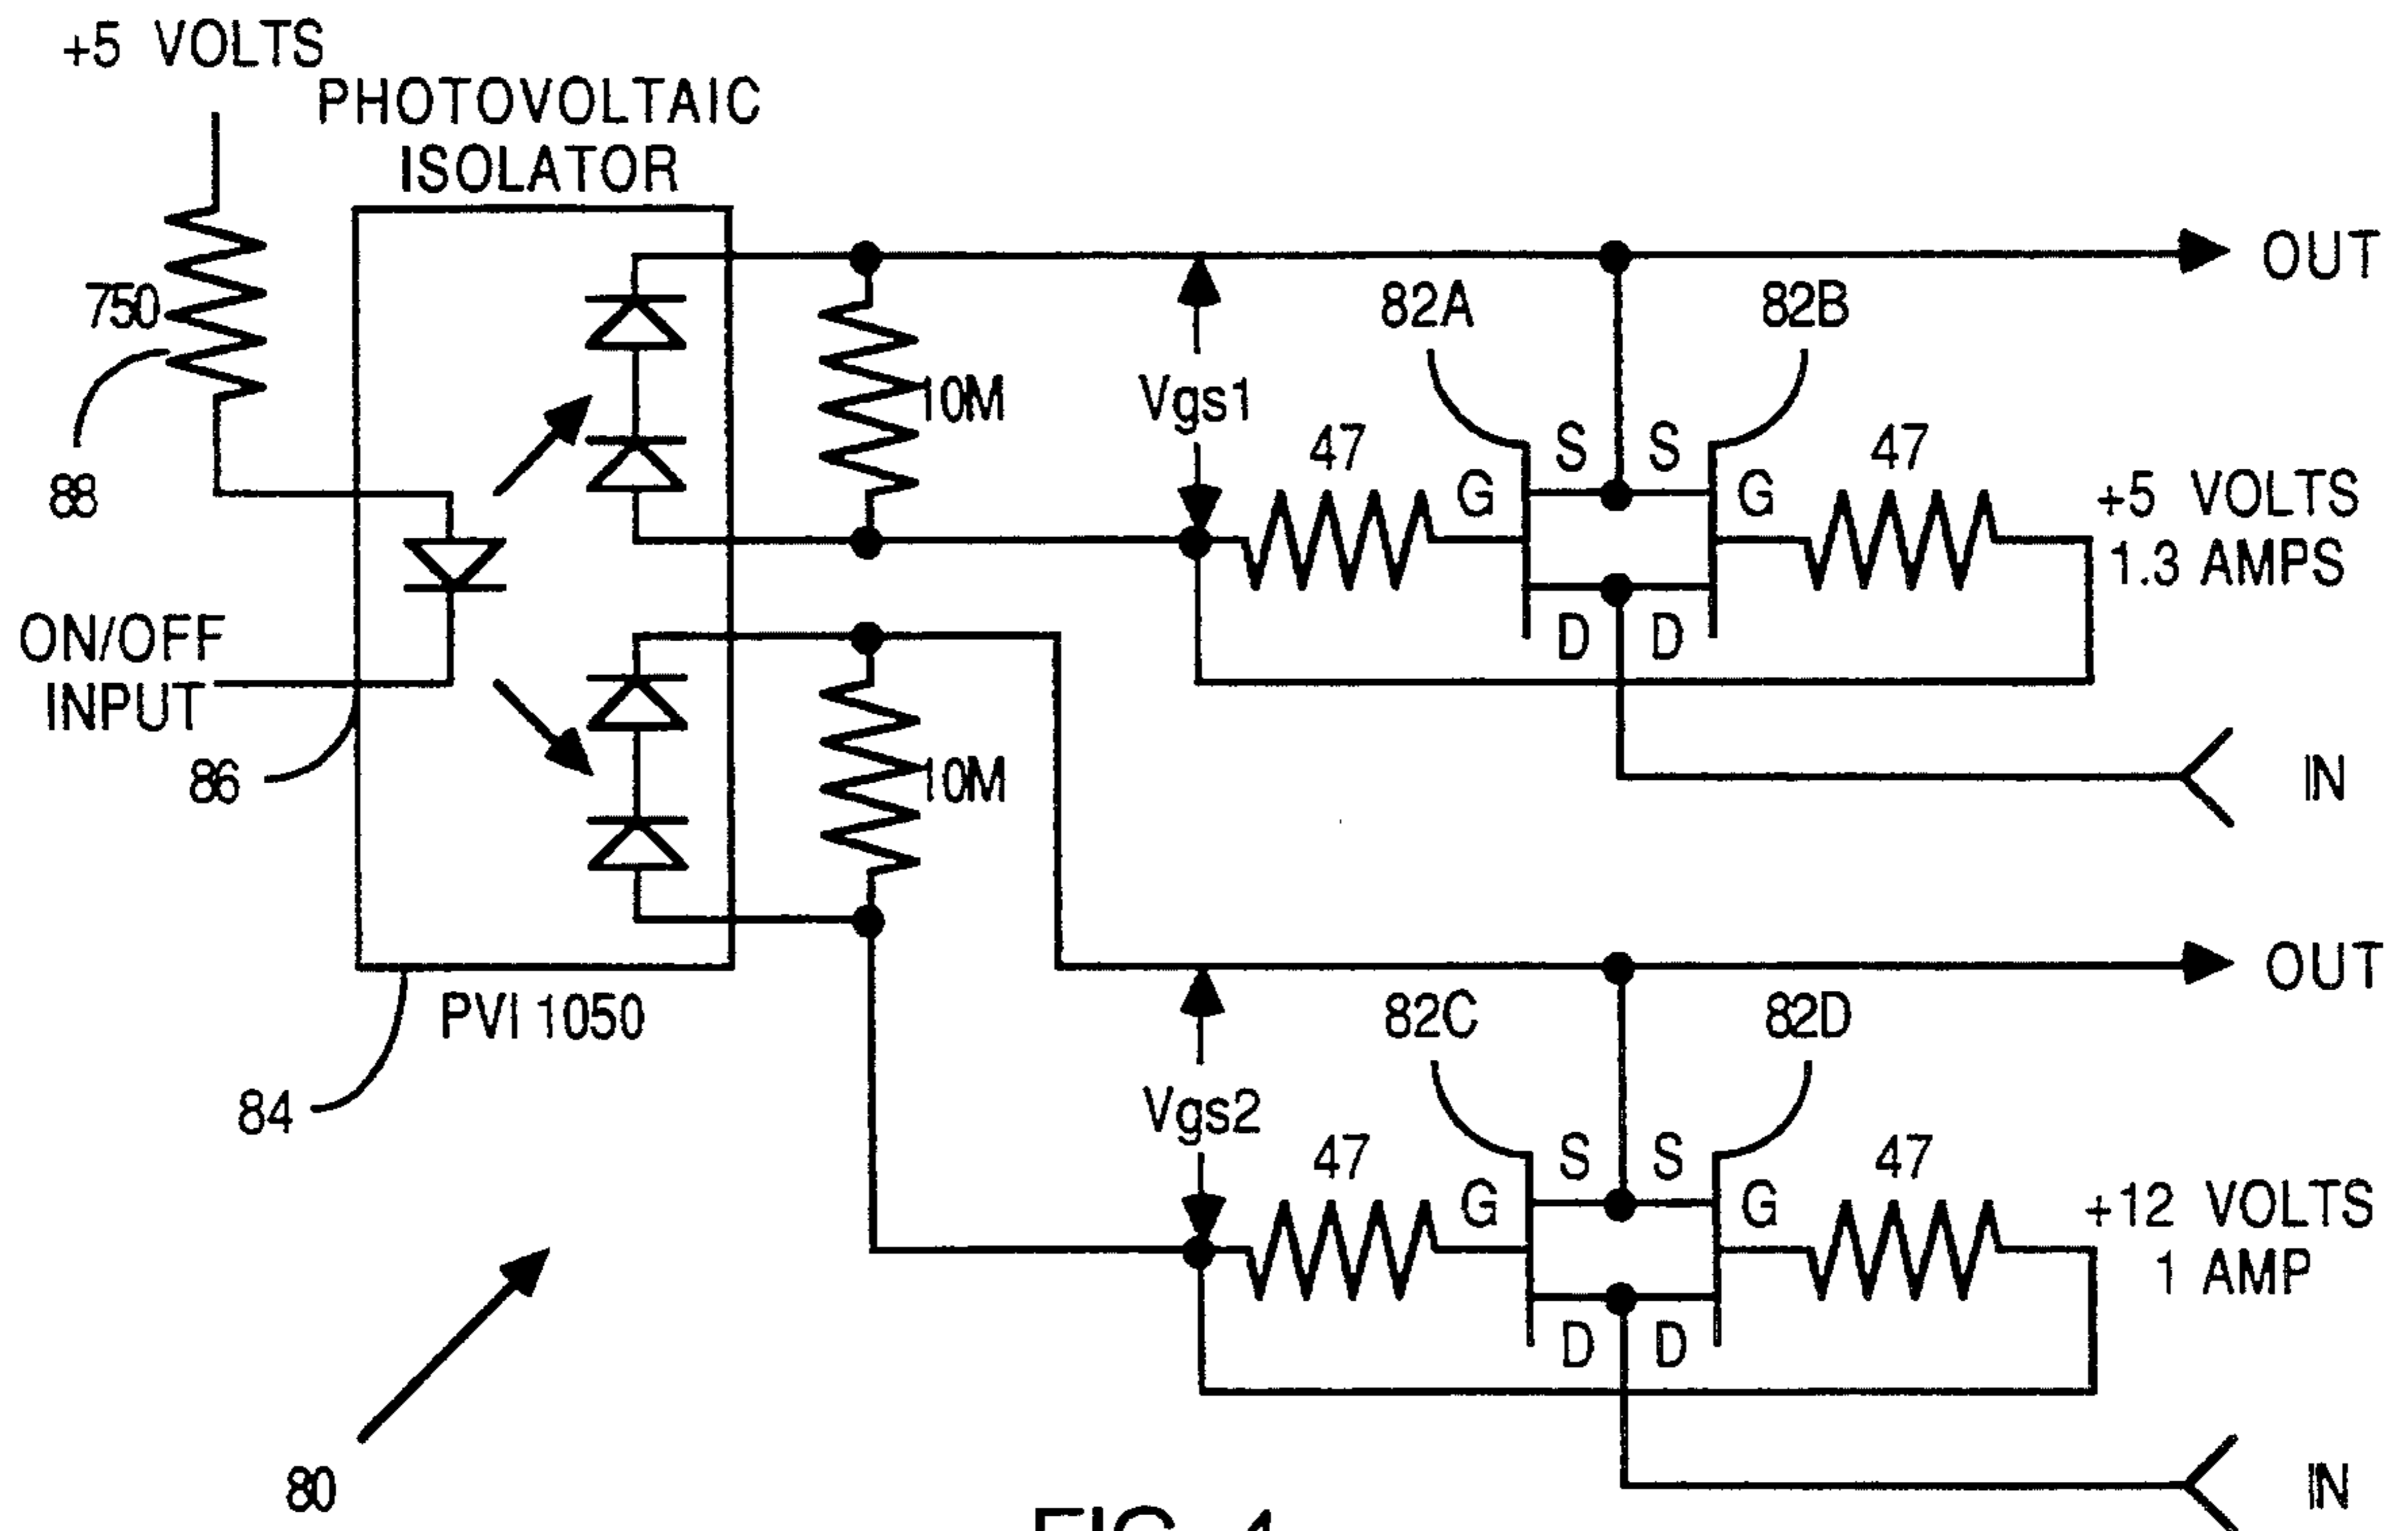 +5 VOLTS
PHOTOVOLTAIC
ISOLATOR
750
88
ON/OFF
INPUT
86
PVI 1050
84
80
10M
10M
OUT
82A
82B
Vgs1
47
47
G
S
S
G
D
D
+5 VOLTS
1.3 AMPS
IN
OUT
82C
82D
Vgs2
47
47
G
S
S
G
D
D
+12 VOLTS
1 AMP
IN